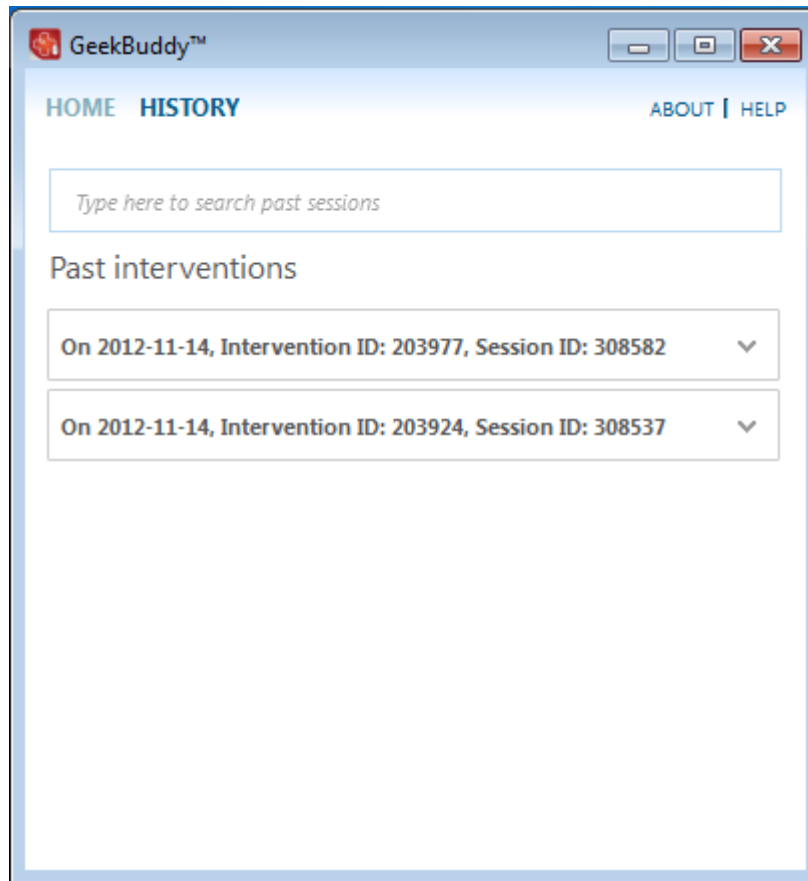 GeekBuddy™
HOME HISTORY ABOUT | HELP
Type here to search past sessions
Past interventions
On 2012-11-14, Intervention ID: 203977, Session ID: 308582
On 2012-11-14, Intervention ID: 203924, Session ID: 308537